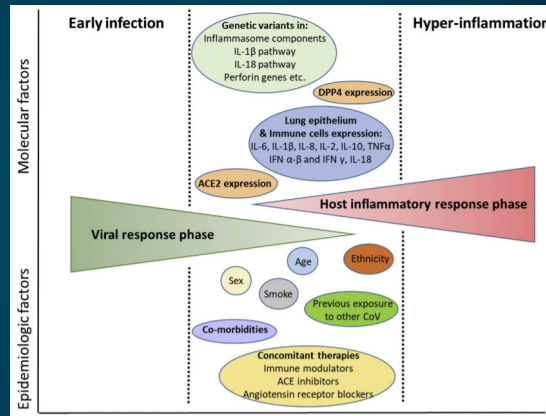 Early infection
Hyper-inflammation
Genetic variants in:
Inflammasome components
IL-1β pathway
IL-18 pathway
Perforin genes etc.
DPP4 expression
Lung epithelium
& Immune cells expression:
IL-6, IL-1β, IL-8, IL-2, IL-10, TNFα
IFN α-β and IFN γ, IL-18
ACE2 expression
Molecular factors
Host inflammatory response phase
Viral response phase
Epidemiologic factors
Age
Ethnicity
Sex
Smoke
Previous exposure
to other CoV
Co-morbidities
Concomitant therapies
Immune modulators
ACE inhibitors
Angiotensin receptor blockers